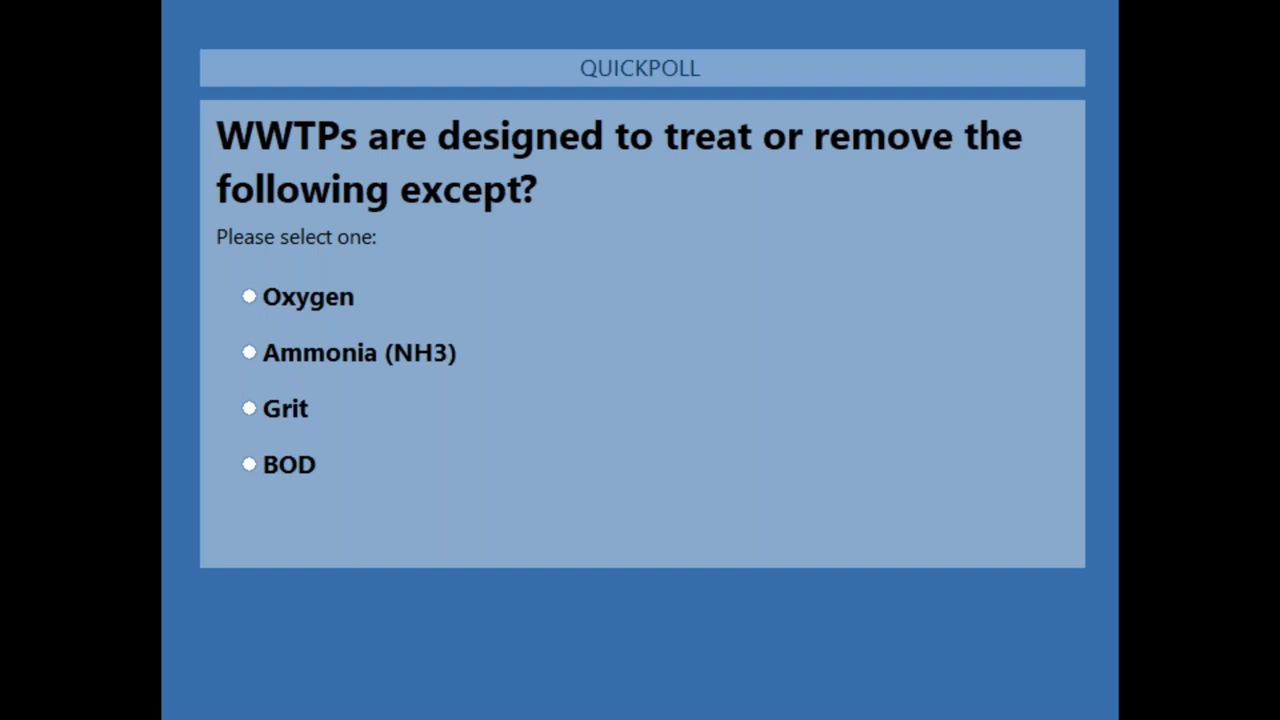 QUICKPOLL
WWTPs are designed to treat or remove the
following except?
Please select one:
Oxygen
Ammonia (NH3)
Grit
BOD